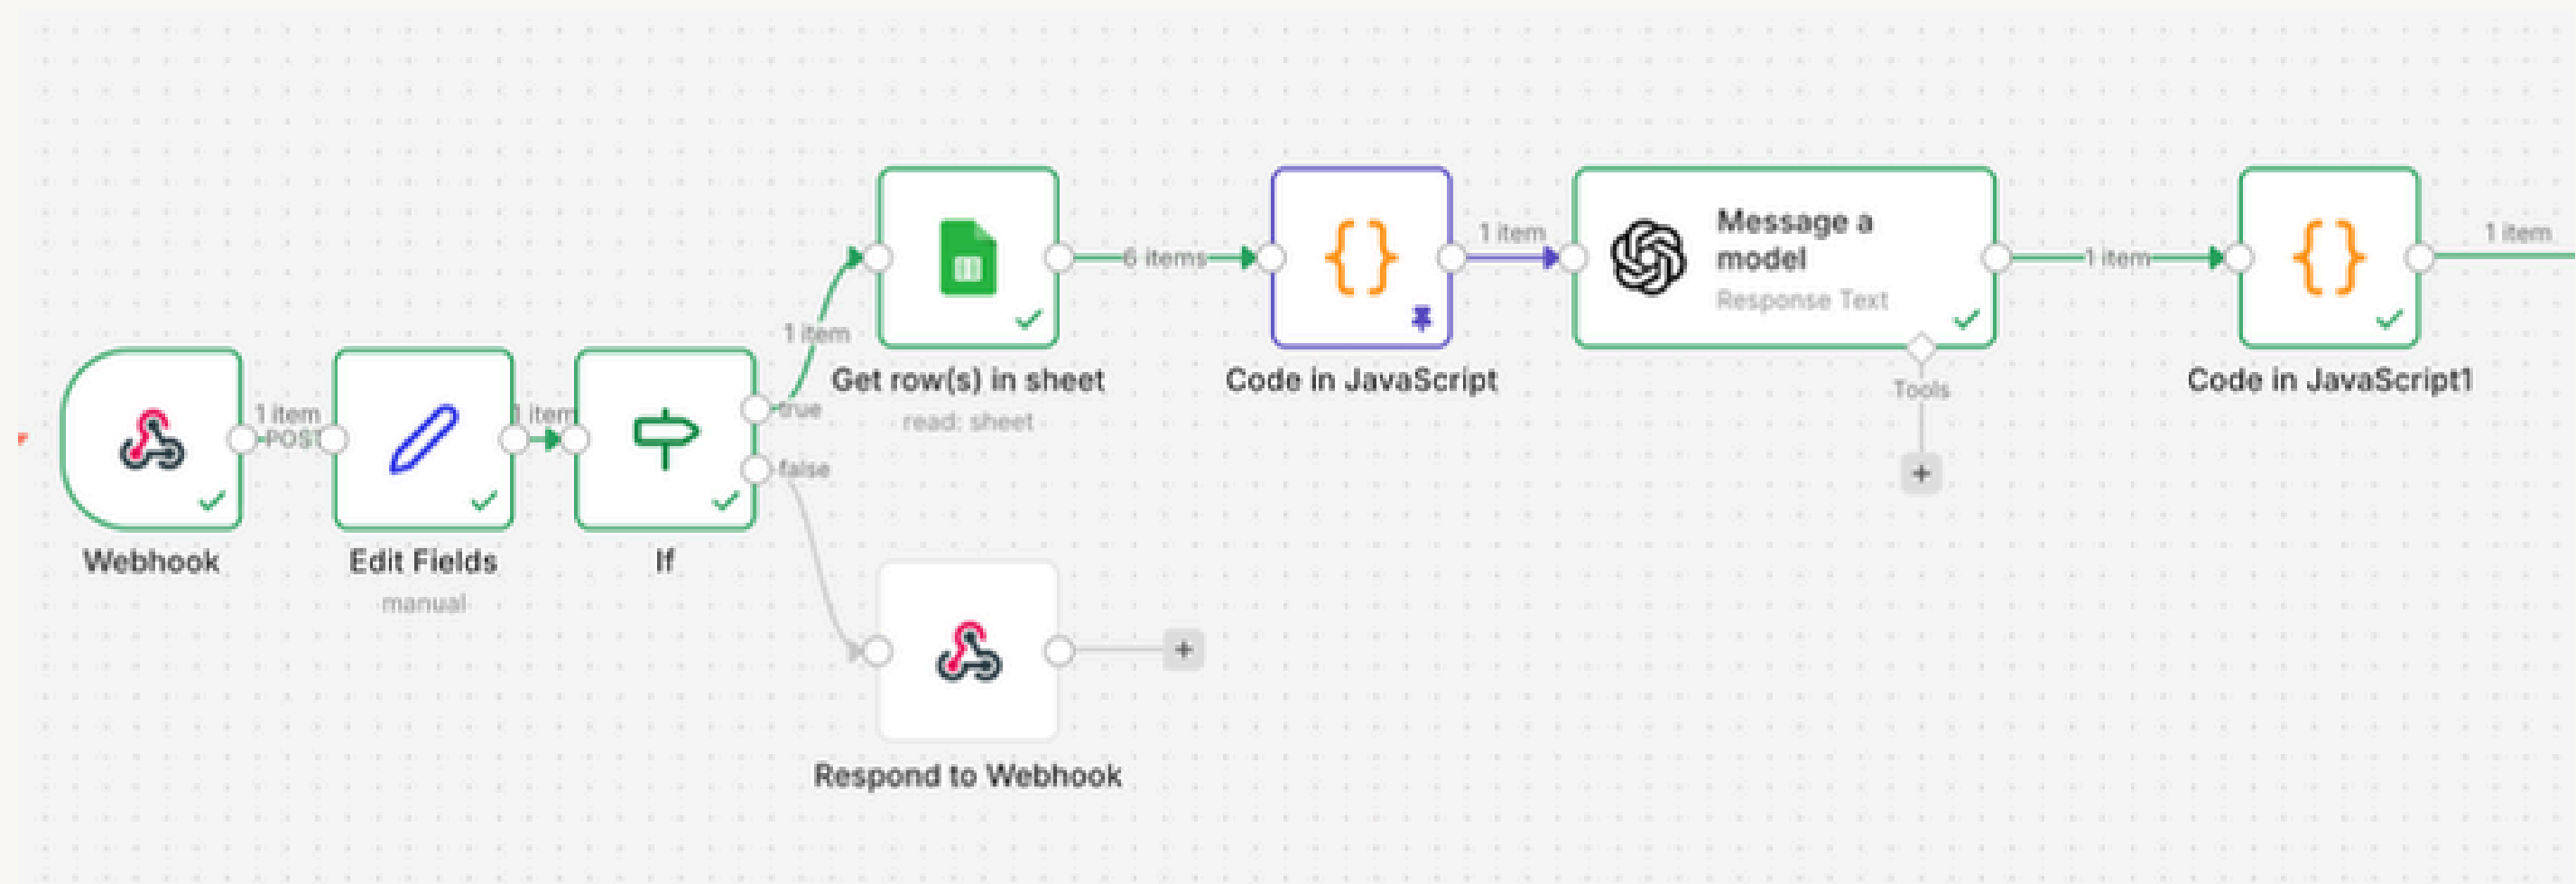 1 item
POST
1 item
1 item
true
false
6 items
1 item
Message a
model
Response Text
1 item
1 item
Get row(s) in sheet
read: sheet
Code in JavaScript
Tools
Code in JavaScript1
Webhook
Edit Fields
manual
If
Respond to Webhook